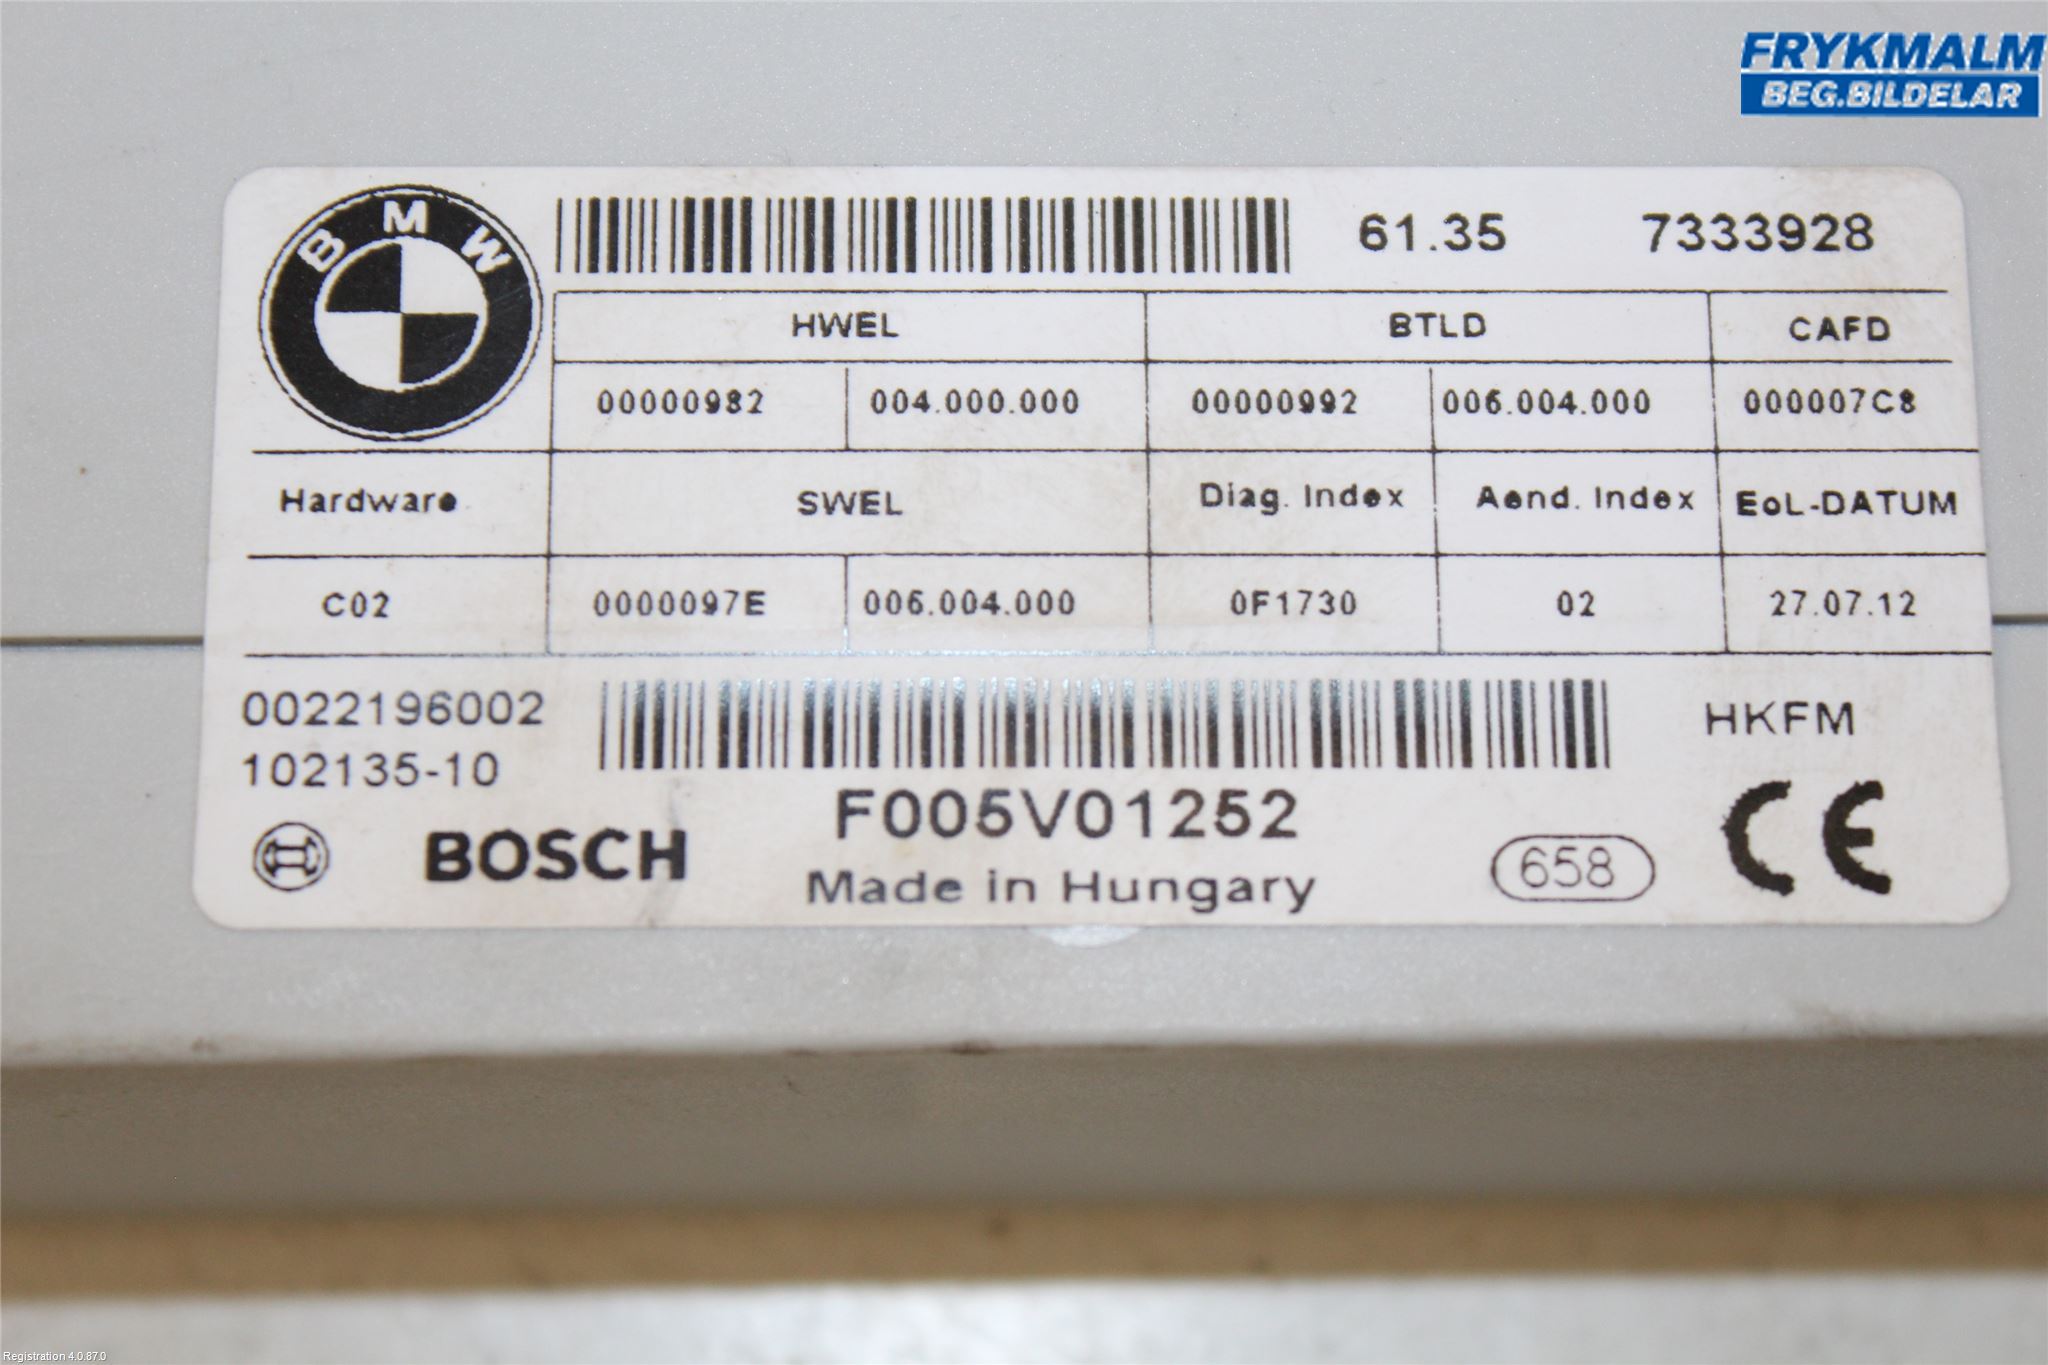 FRYKMALM
BEG.BILDELAR
BMW
61.35 7333928
HWEL BTLD CAFD
00000982 004.000.000 00000992 006.004.000 000007C8
Hardware SWEL Diag. Index Aend. Index EoL-DATUM
C02 0000097E 006.004.000 0F1730 02 27.07.12
0022196002 HKFM
102135-10
F005V01252
BOSCH Made in Hungary 658 CE
Registration 4.0.87.0